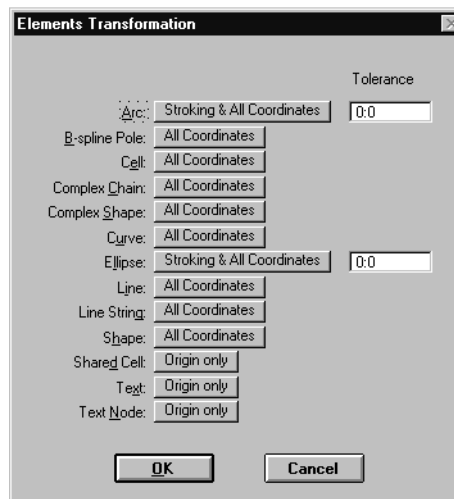 Elements Transformation
Tolerance
Arc: Stroking & All Coordinates 0:0
B-spline Pole: All Coordinates
Cell: All Coordinates
Complex Chain: All Coordinates
Complex Shape: All Coordinates
Curve: All Coordinates
Ellipse: Stroking & All Coordinates 0:0
Line: All Coordinates
Line String: All Coordinates
Shape: All Coordinates
Shared Cell: Origin only
Text: Origin only
Text Node: Origin only
OK Cancel